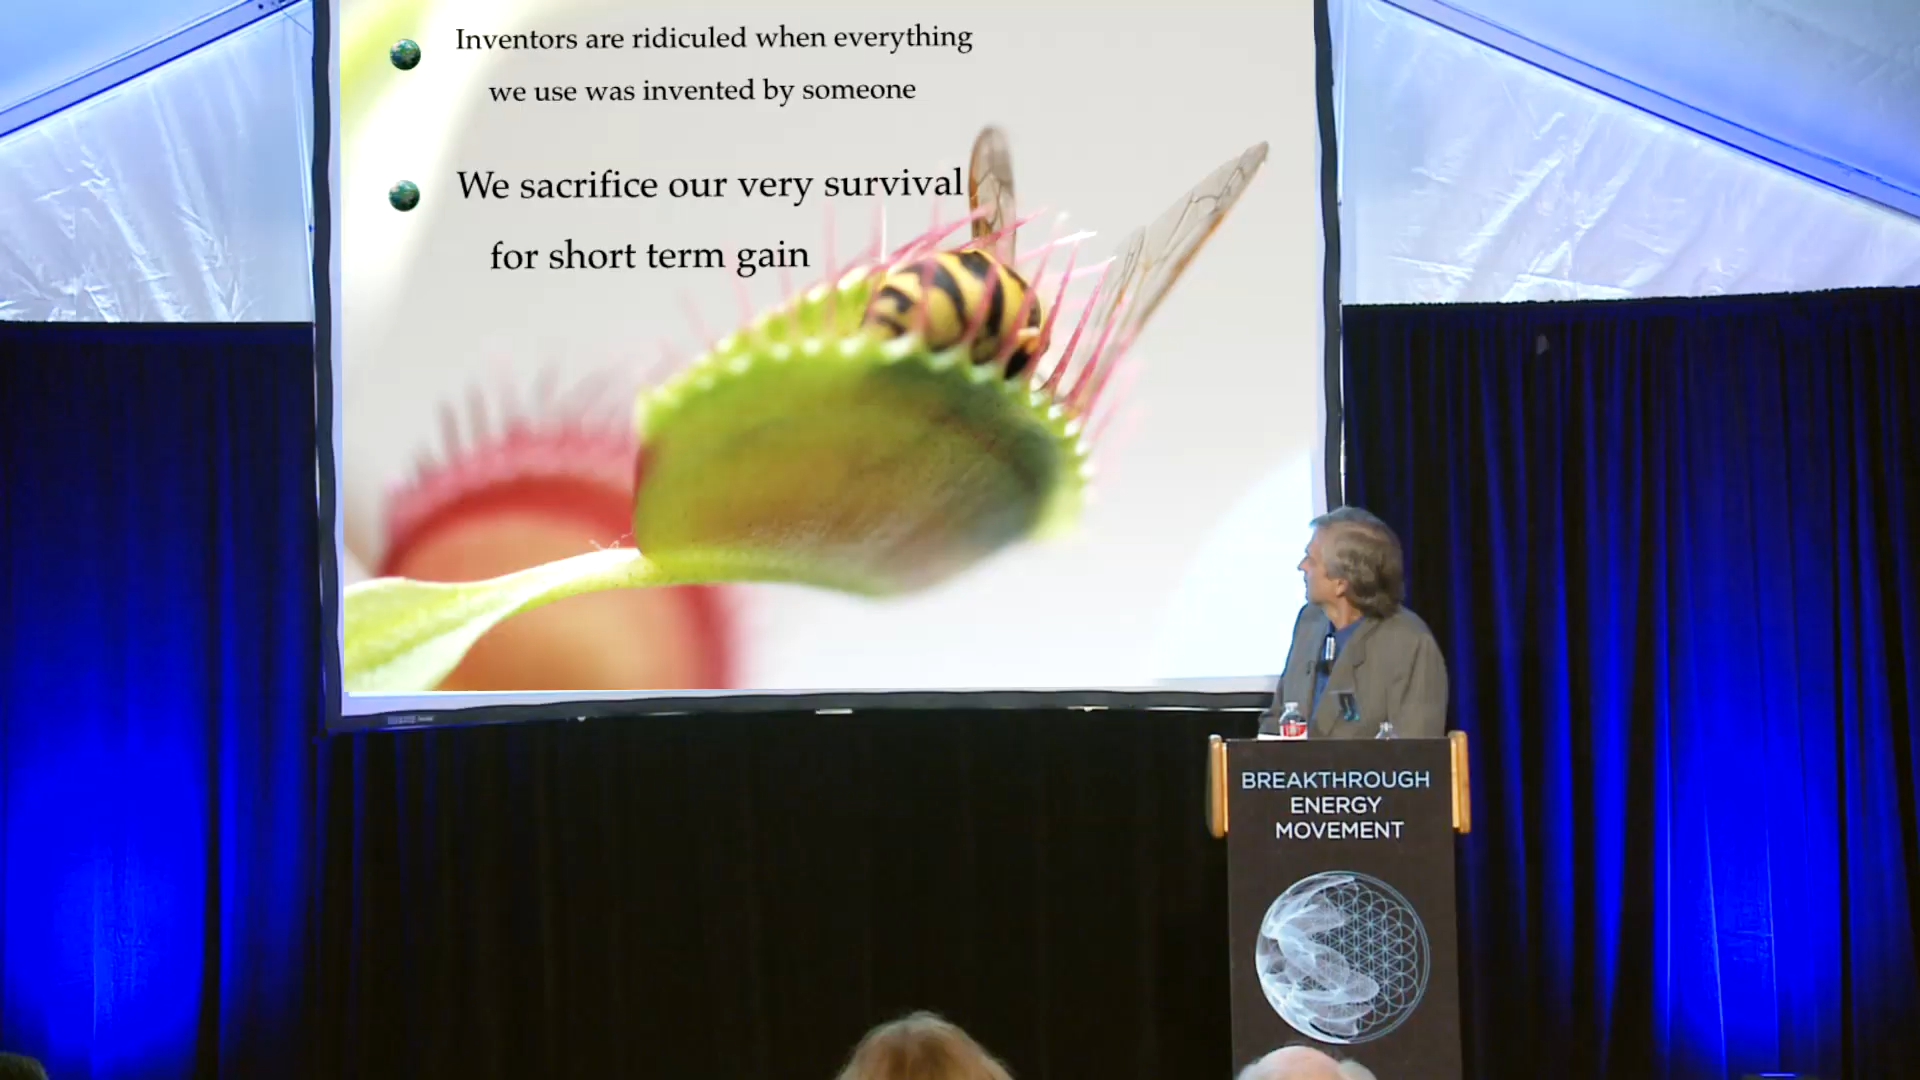 Inventors are ridiculed when everything
we use was invented by someone
We sacrifice our very survival
for short term gain
BREAKTHROUGH
ENERGY
MOVEMENT